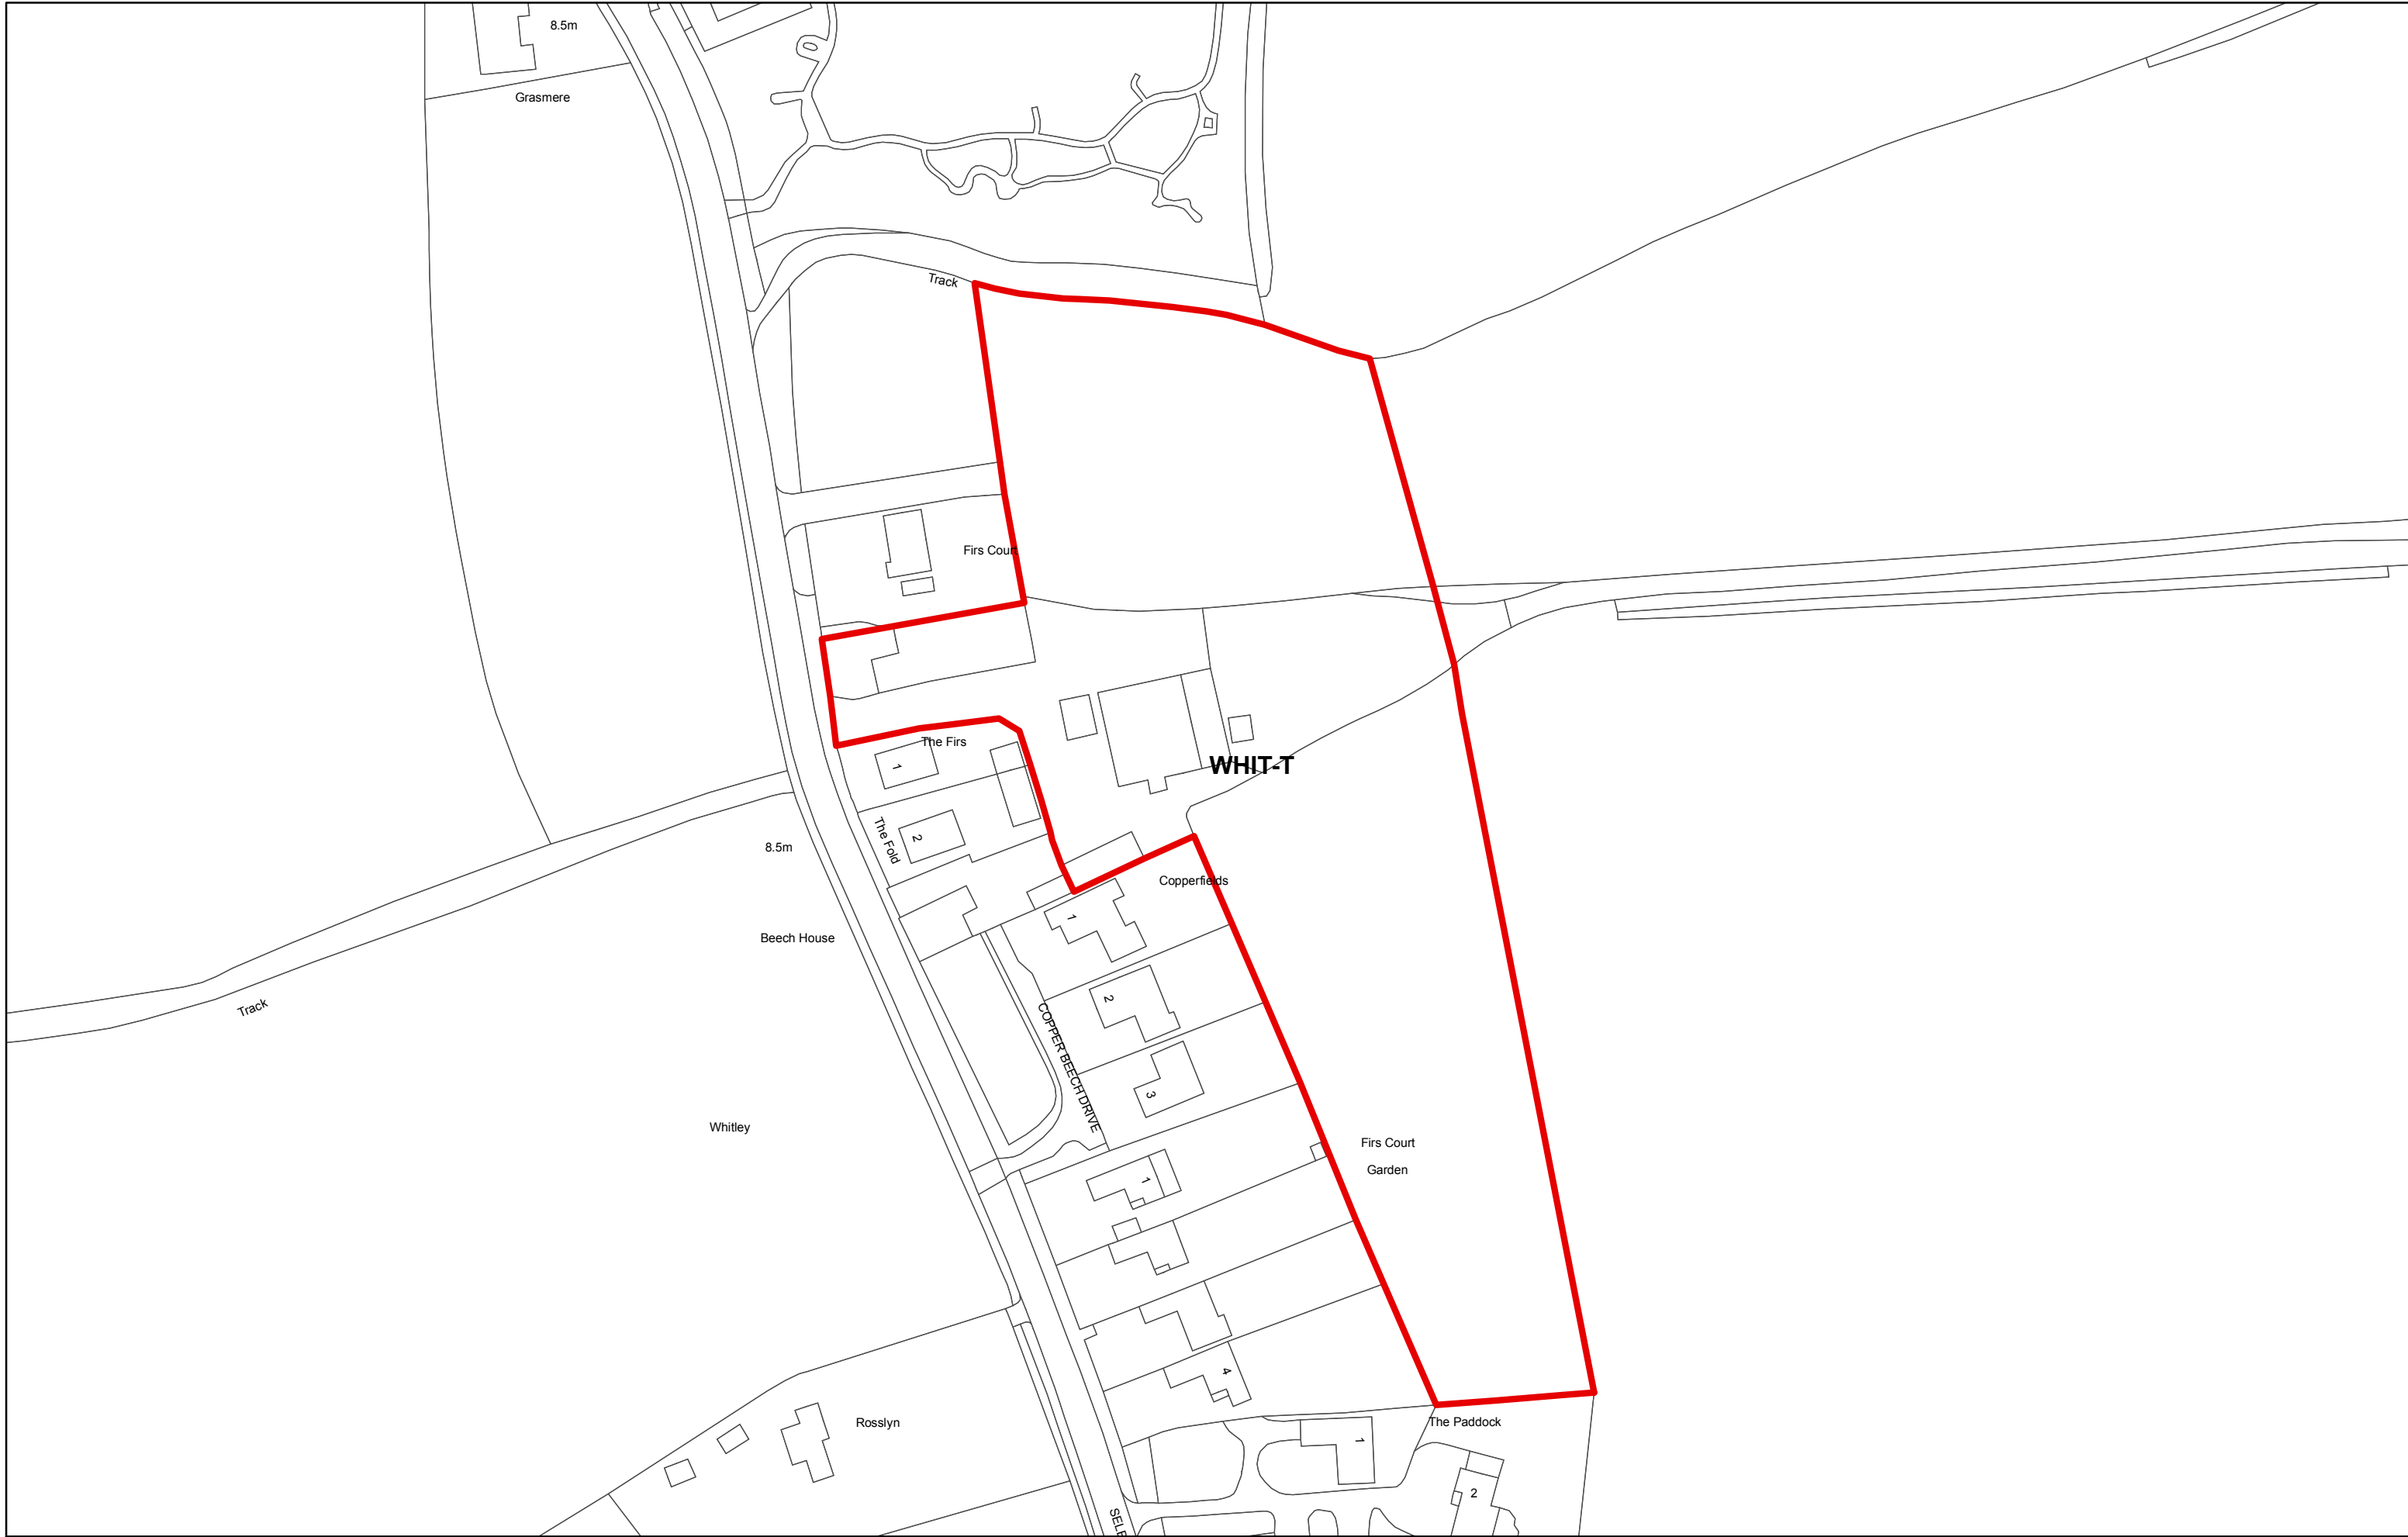 8.5m
Grasmere
Track
Firs Court
The Firs
1
WHIT-T
The Fold
2
8.5m
Copperfields
1
Beech House
2
Track
COPPER BEECH DRIVE
3
Whitley
Firs Court
Garden
1
4
Rosslyn
The Paddock
1
2